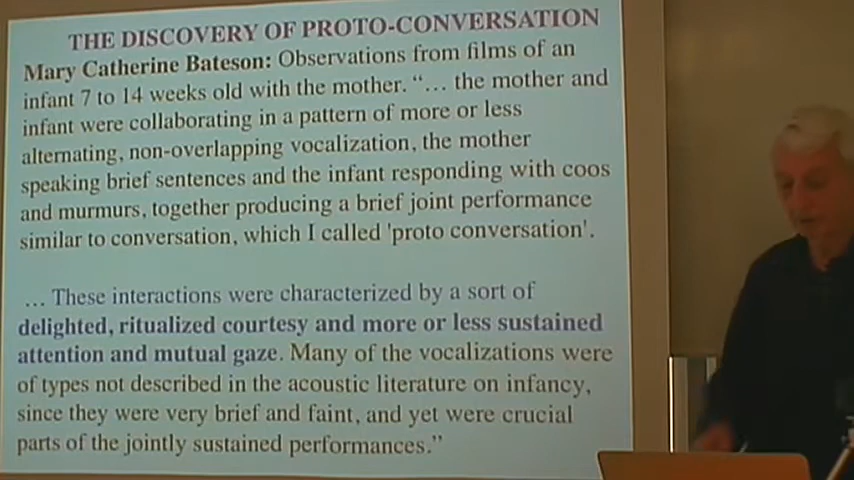 THE DISCOVERY OF PROTO-CONVERSATION
Mary Catherine Bateson: Observations from films of an
infant 7 to 14 weeks old with the mother. “… the mother and
infant were collaborating in a pattern of more or less
alternating, non-overlapping vocalization, the mother
speaking brief sentences and the infant responding with coos
and murmurs, together producing a brief joint performance
similar to conversation, which I called 'proto conversation'.
… These interactions were characterized by a sort of
delighted, ritualized courtesy and more or less sustained
attention and mutual gaze. Many of the vocalizations were
of types not described in the acoustic literature on infancy,
since they were very brief and faint, and yet were crucial
parts of the jointly sustained performances.”